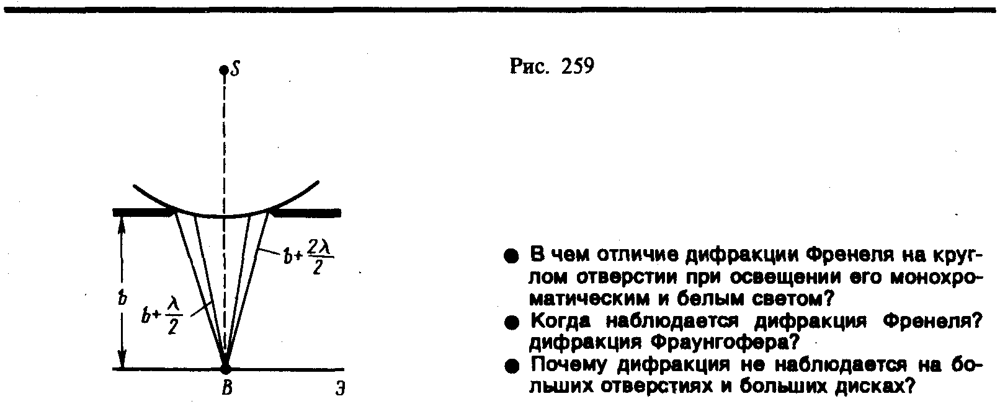 Рис. 259
S
b+2λ/2
b
b+λ/2
B
Э
● В чем отличие дифракции Френеля на круг-
лом отверстии при освещении его монохро-
матическим и белым светом?
● Когда наблюдается дифракция Френеля?
дифракция Фраунгофера?
● Почему дифракция не наблюдается на бо-
льших отверстиях и больших дисках?